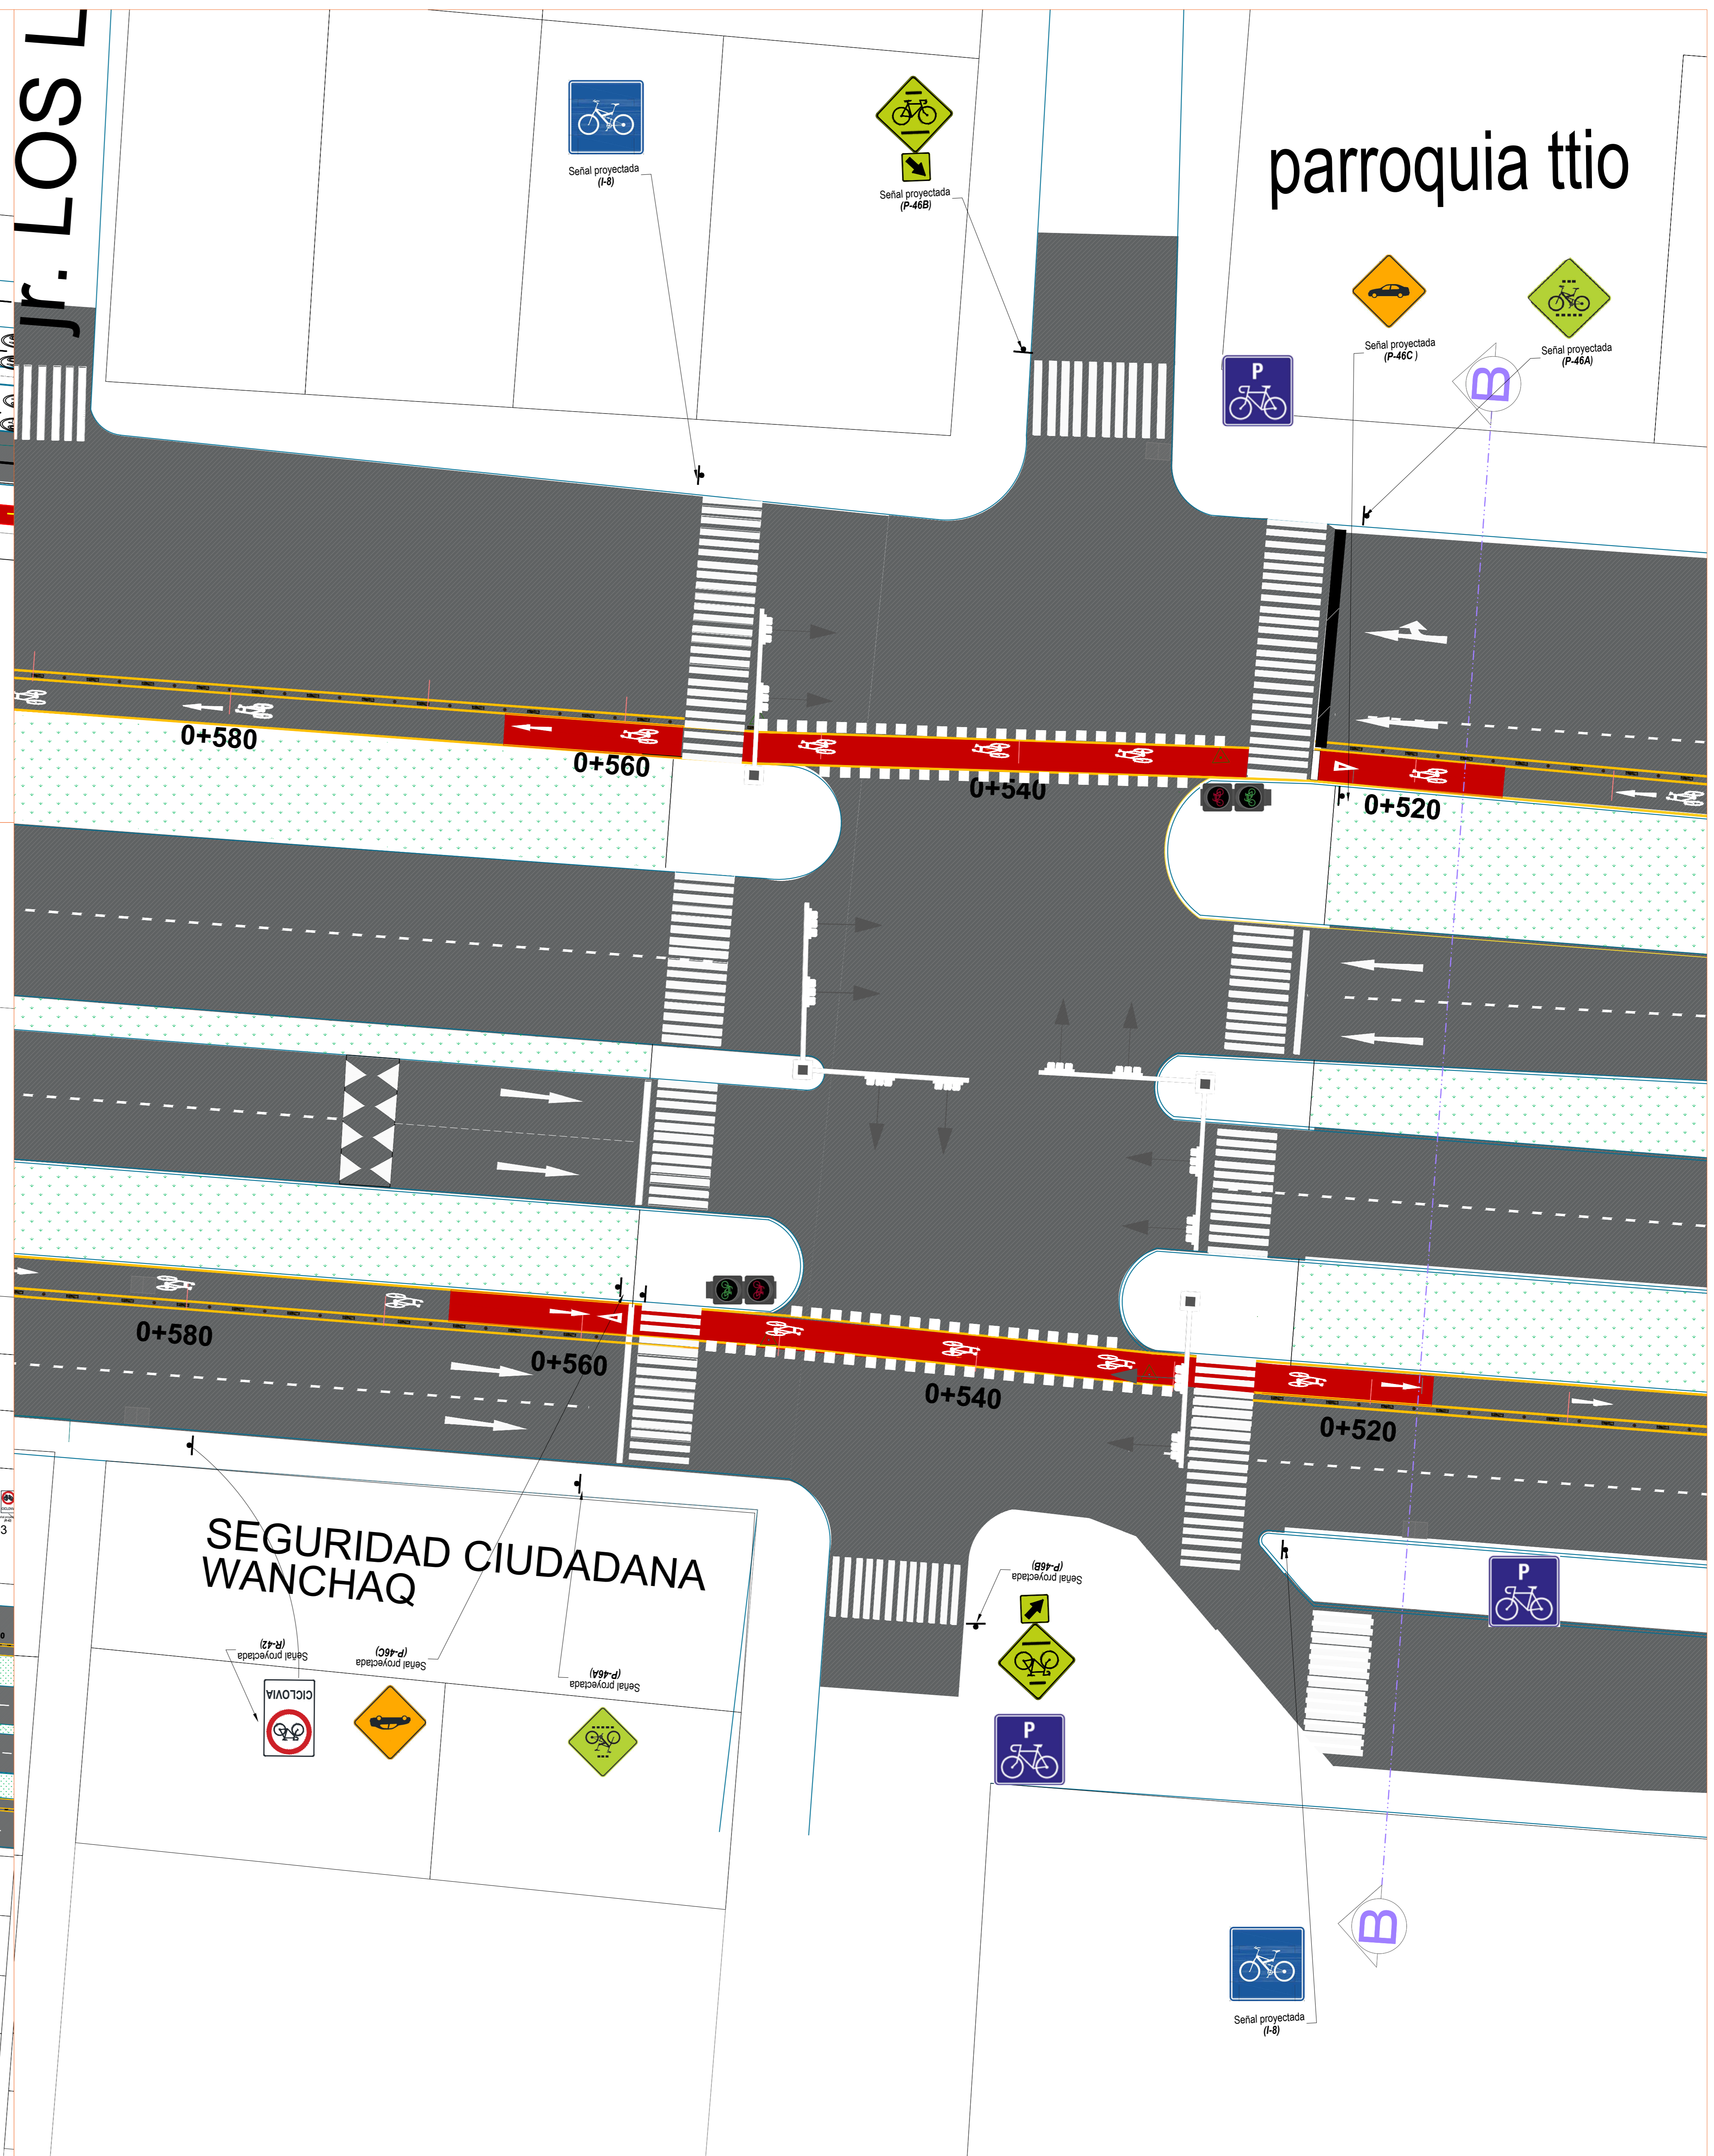 Jr. LOS L
Señal proyectada
(I-8)
Señal proyectada
(P-46B)
parroquia ttio
Señal proyectada
(P-46C )
Señal proyectada
(P-46A)
P
B
0+580
0+560
0+540
0+520
0+580
0+560
0+540
0+520
SEGURIDAD CIUDADANA
WANCHAQ
Señal proyectada
(R-42)
CICLOVIA
Señal proyectada
(P-46C)
Señal proyectada
(P-46A)
Señal proyectada
(P-46B)
P
P
B
Señal proyectada
(I-8)
3
0